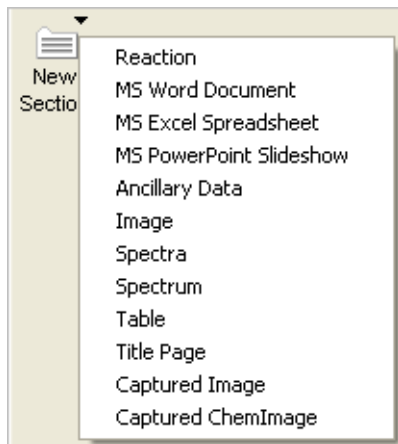 New
Sectio
Reaction
MS Word Document
MS Excel Spreadsheet
MS PowerPoint Slideshow
Ancillary Data
Image
Spectra
Spectrum
Table
Title Page
Captured Image
Captured ChemImage